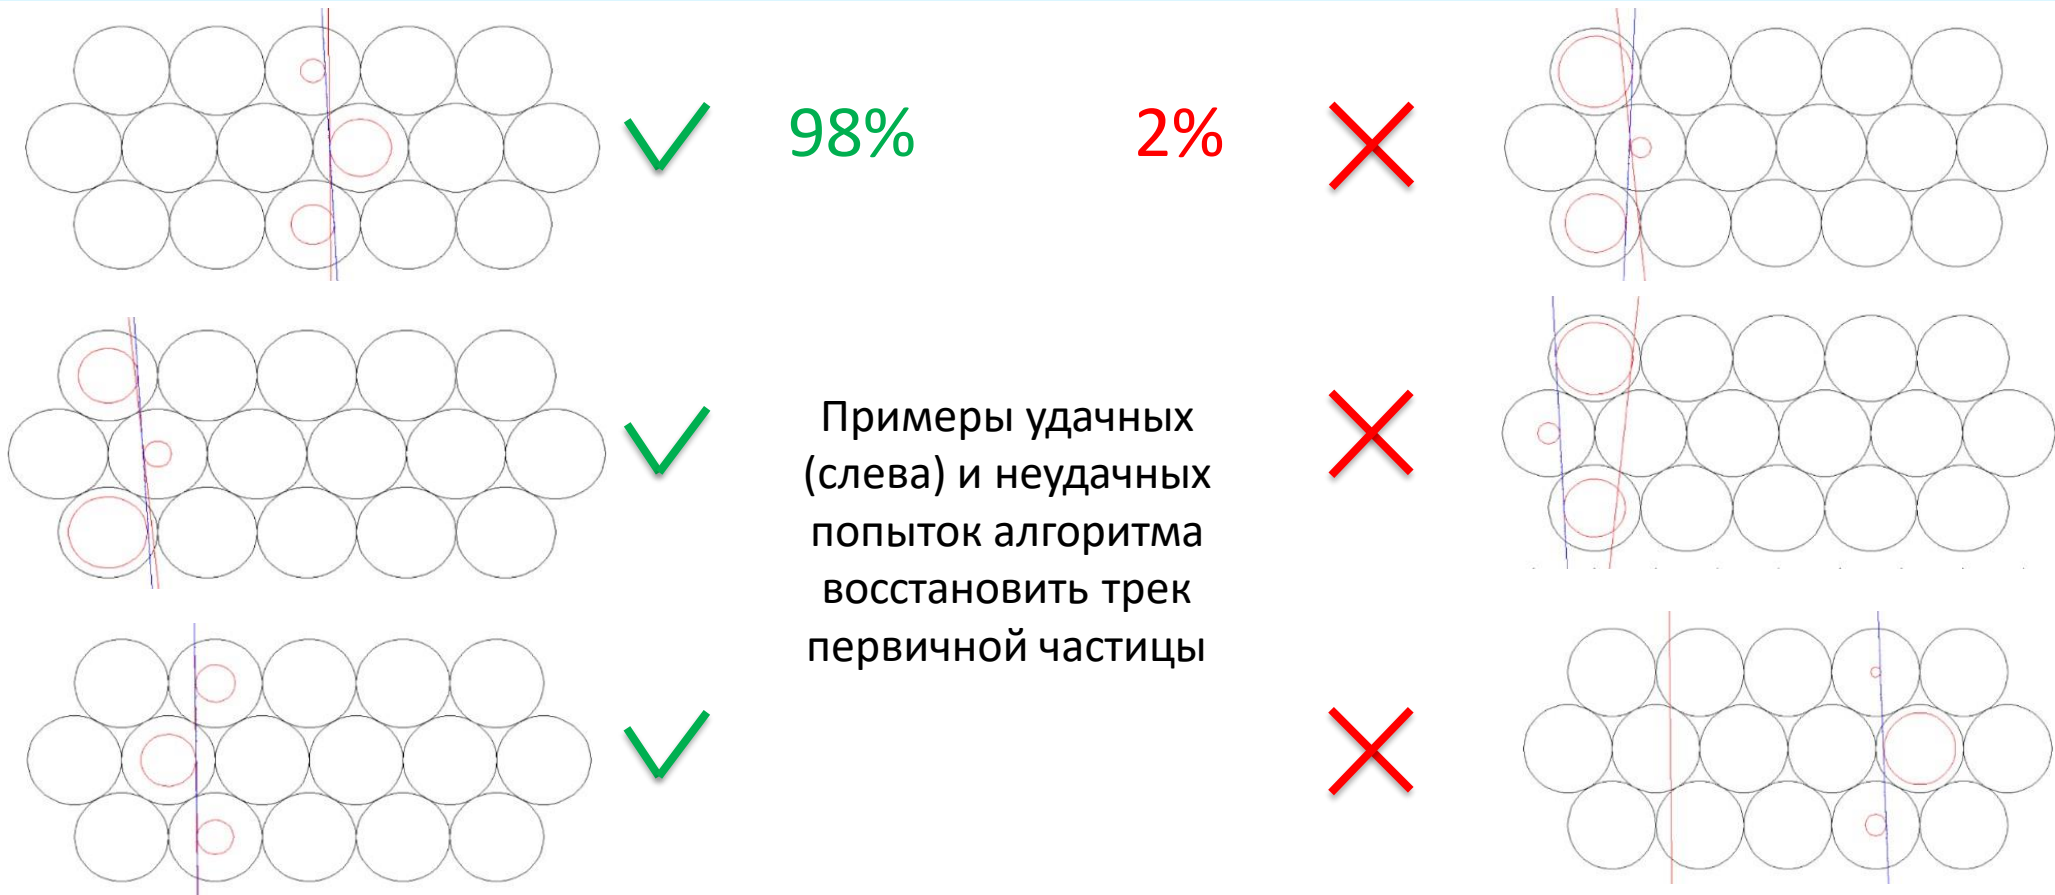 98%
2%
Примеры удачных
(слева) и неудачных
попыток алгоритма
восстановить трек
первичной частицы